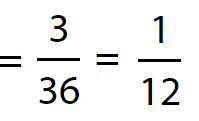 = 3/36 = 1/12